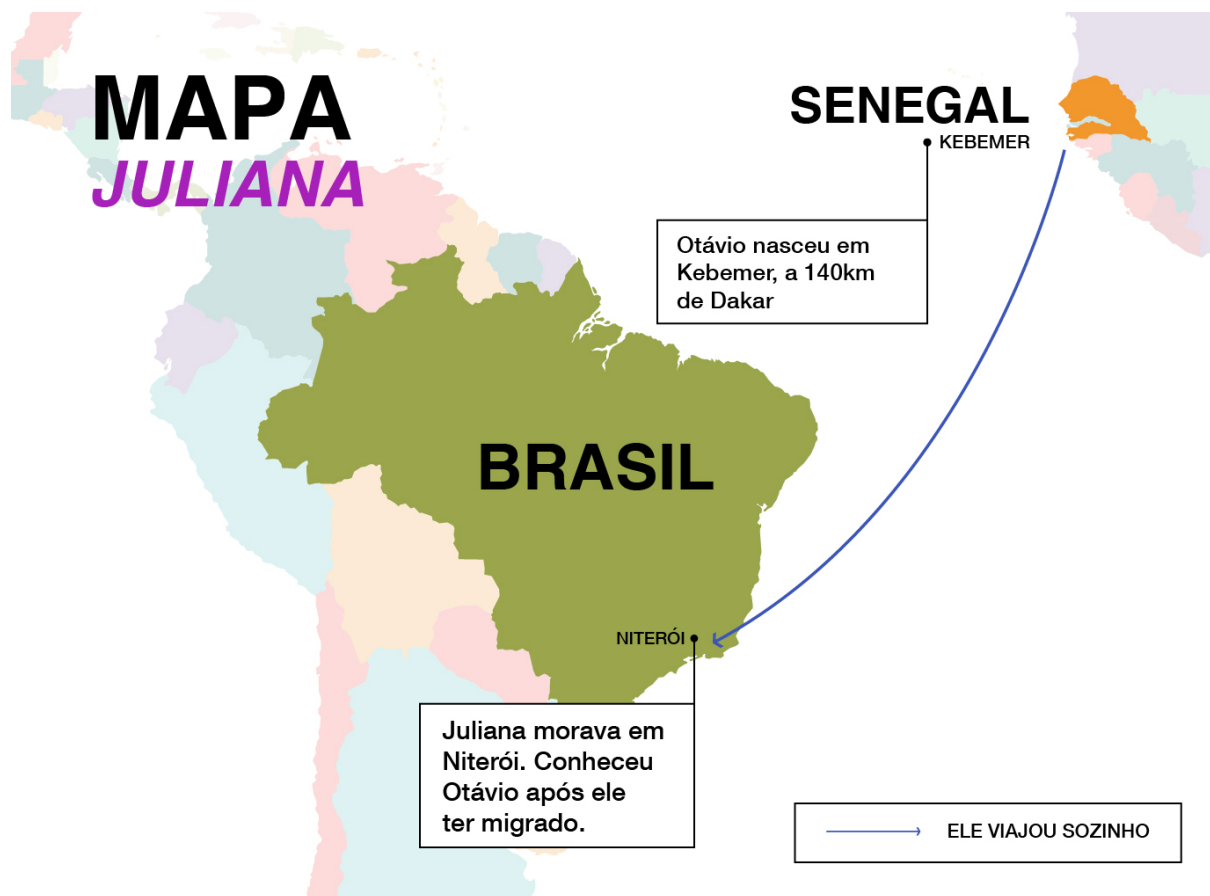 MAPA
JULIANA
SENEGAL
KEBEMER
Otávio nasceu em
Kebemer, a 140km
de Dakar
BRASIL
NITERÓI
Juliana morava em
Niterói. Conheceu
Otávio após ele
ter migrado.
ELE VIAJOU SOZINHO